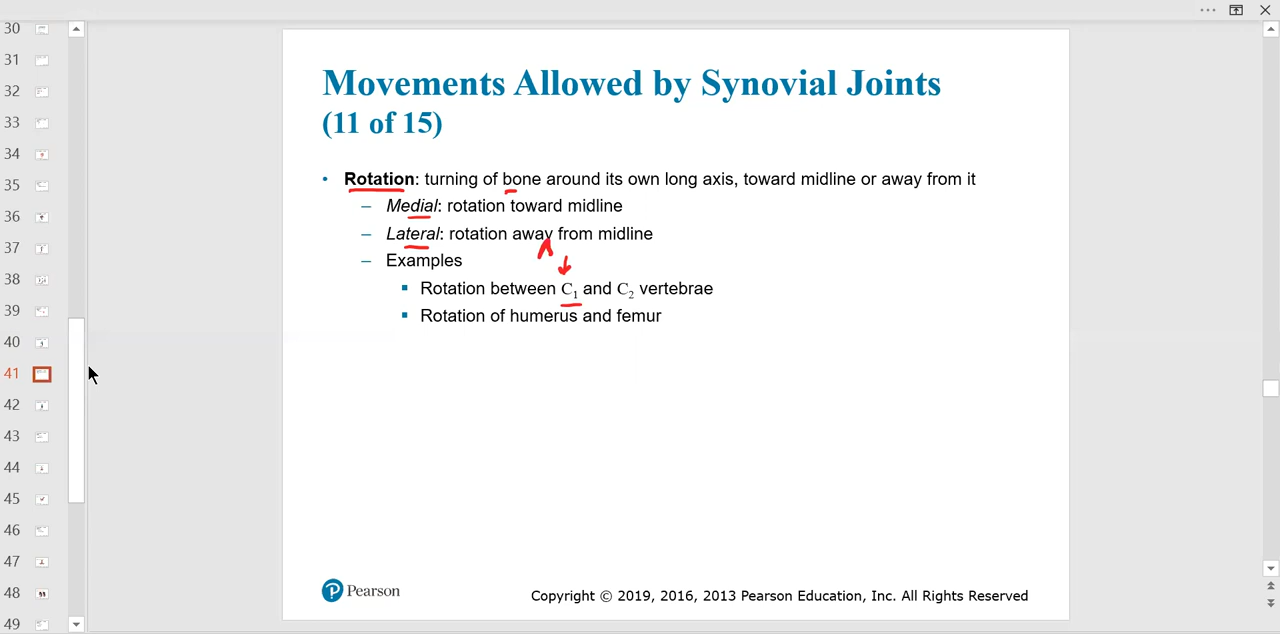 30
31
32
33
34
35
36
37
38
39
40
41
42
43
44
45
46
47
48
49
Movements Allowed by Synovial Joints
(11 of 15)
• Rotation: turning of bone around its own long axis, toward midline or away from it
– Medial: rotation toward midline
– Lateral: rotation away from midline
– Examples
▪ Rotation between C₁ and C₂ vertebrae
▪ Rotation of humerus and femur
P Pearson
Copyright © 2019, 2016, 2013 Pearson Education, Inc. All Rights Reserved